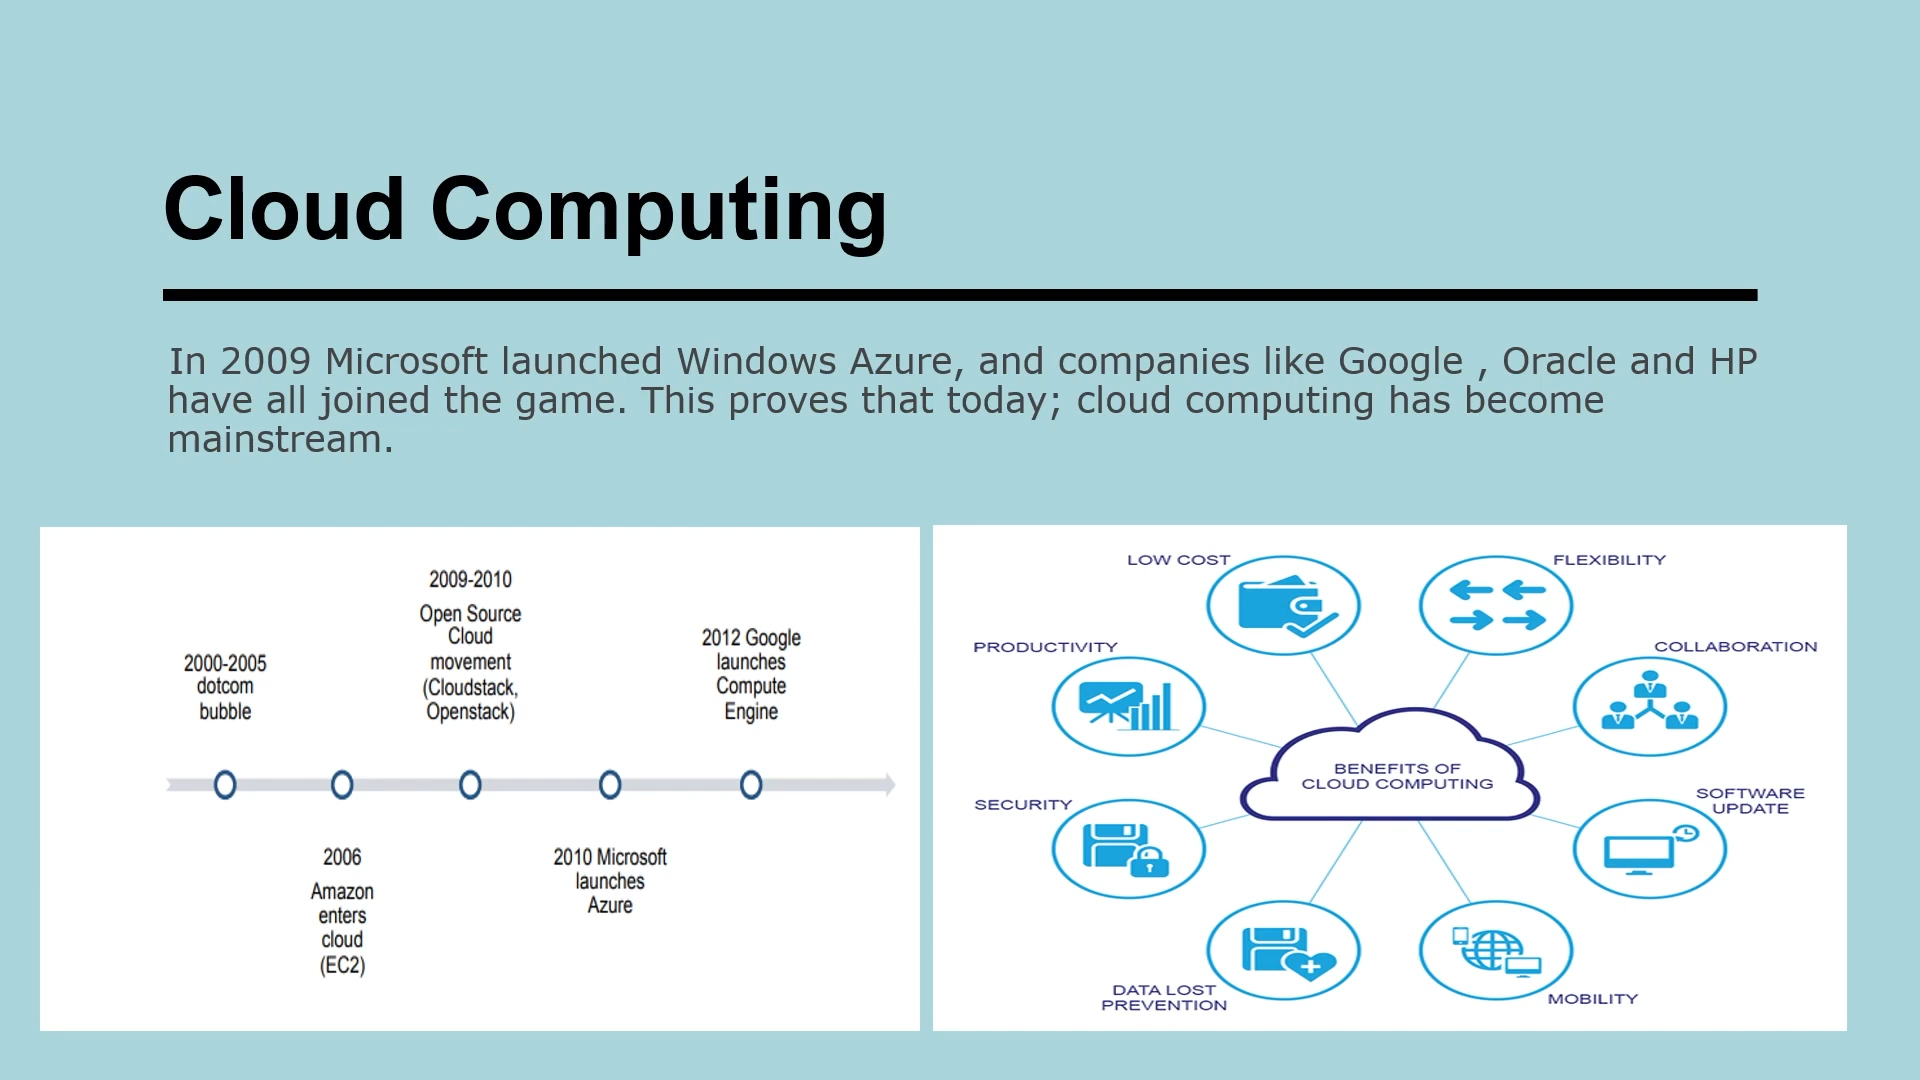 Cloud Computing
In 2009 Microsoft launched Windows Azure, and companies like Google , Oracle and HP
have all joined the game. This proves that today; cloud computing has become
mainstream.
2000-2005
dotcom
bubble
2006
Amazon
enters
cloud
(EC2)
2009-2010
Open Source
Cloud
movement
(Cloudstack,
Openstack)
2010 Microsoft
launches
Azure
2012 Google
launches
Compute
Engine
LOW COST
FLEXIBILITY
PRODUCTIVITY
COLLABORATION
BENEFITS OF
CLOUD COMPUTING
SECURITY
SOFTWARE
UPDATE
DATA LOST
PREVENTION
MOBILITY